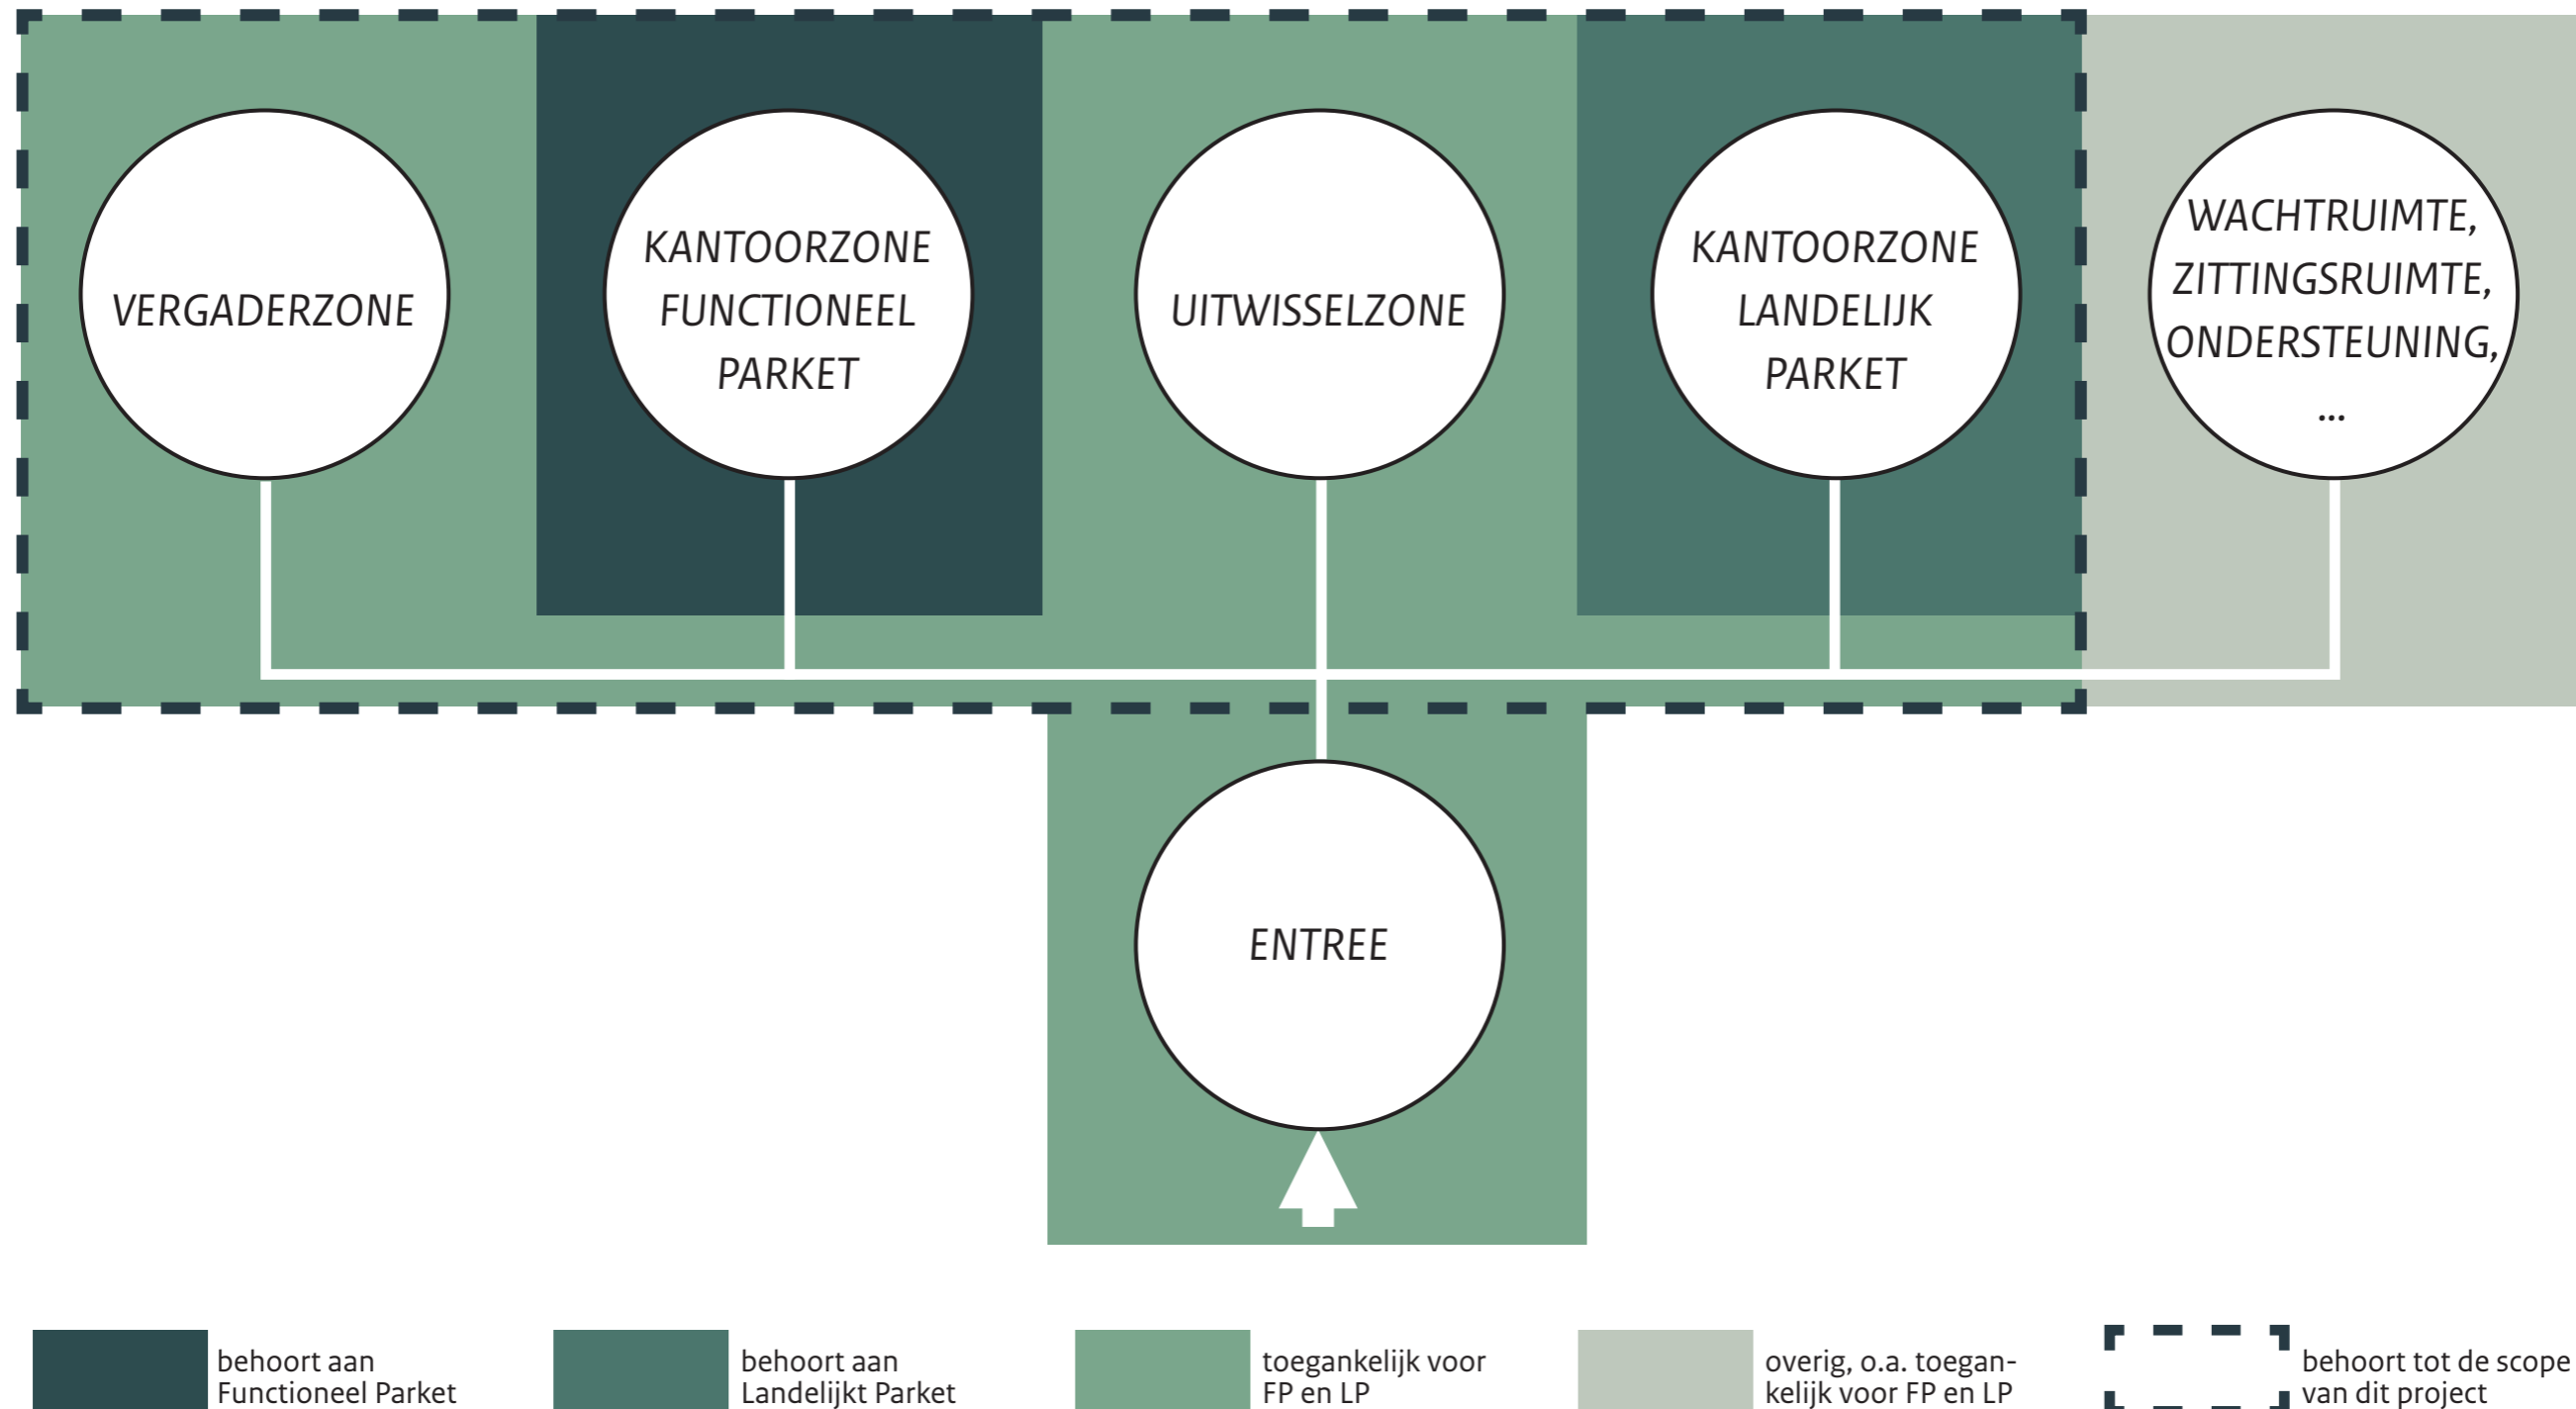 VERGADERZONE
KANTOORZONE
FUNCTIONEEL
PARKET
UITWISSELZONE
KANTOORZONE
LANDELIJK
PARKET
WACHTRUIMTE,
ZITTINGSRUIMTE,
ONDERSTEUNING,
...
ENTREE
behoort aan
Functioneel Parket
behoort aan
Landelijkt Parket
toegankelijk voor
FP en LP
overig, o.a. toegan-
kelijk voor FP en LP
behoort tot de scope
van dit project